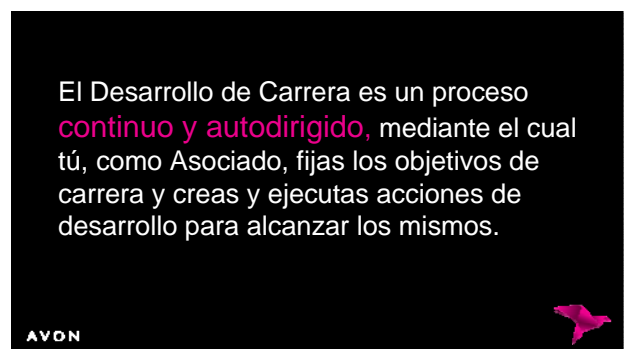 El Desarrollo de Carrera es un proceso
continuo y autodirigido, mediante el cual
tú, como Asociado, fijas los objetivos de
carrera y creas y ejecutas acciones de
desarrollo para alcanzar los mismos.
AVON